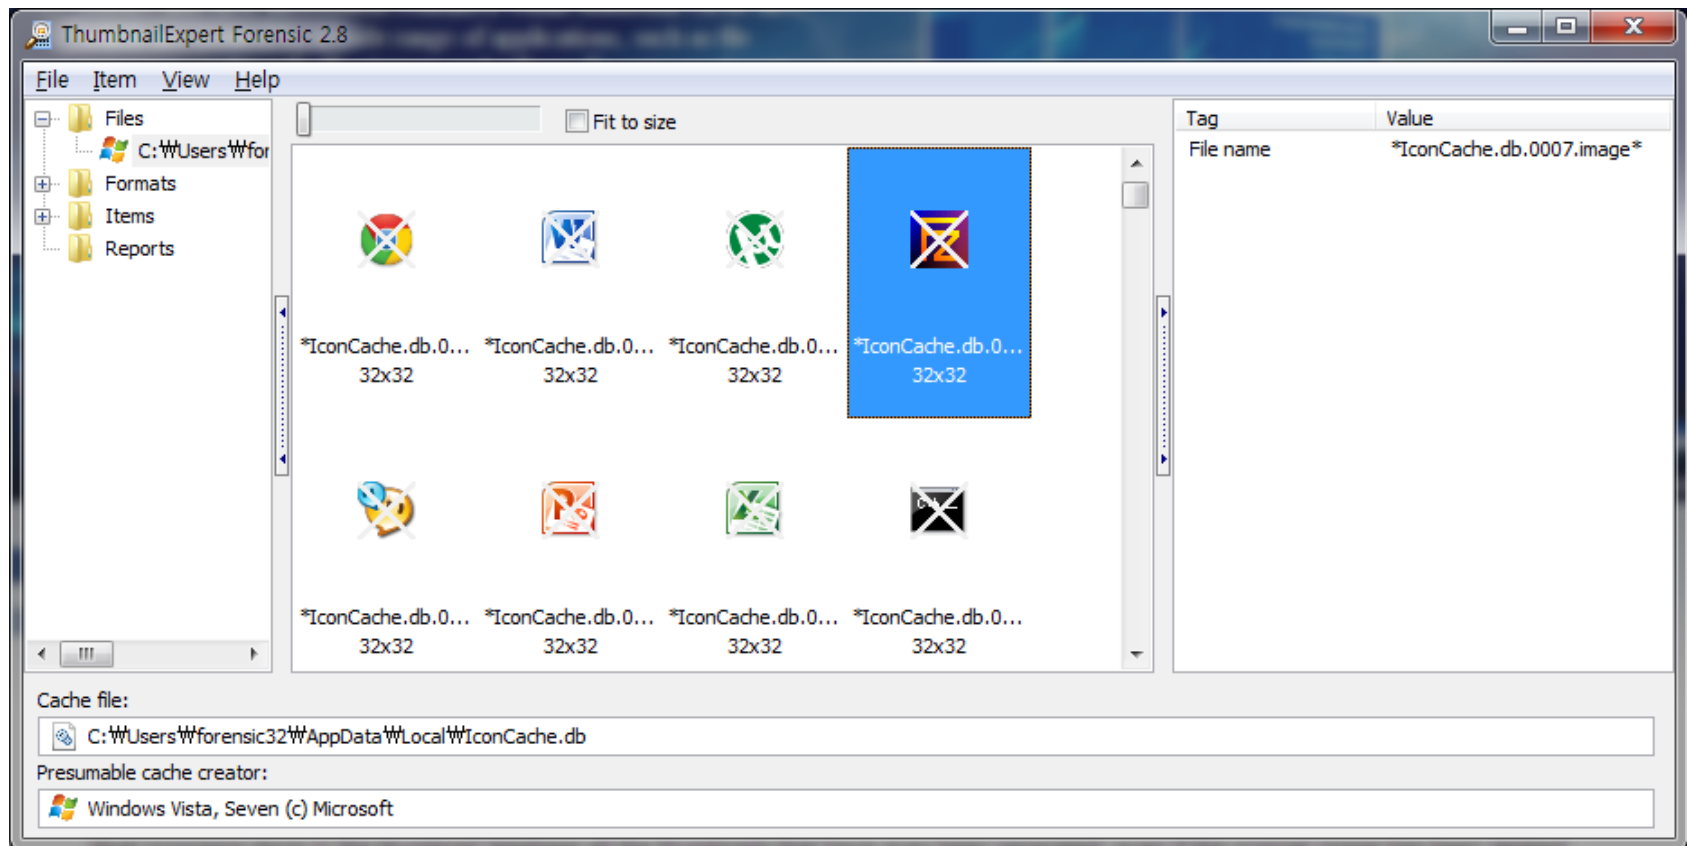 ThumbnailExpert Forensic 2.8
File Item View Help
Files
C:₩Users₩for
Formats
Items
Reports
Fit to size
*IconCache.db.0... *IconCache.db.0... *IconCache.db.0... *IconCache.db.0...
32x32 32x32 32x32 32x32
*IconCache.db.0... *IconCache.db.0... *IconCache.db.0... *IconCache.db.0...
32x32 32x32 32x32 32x32
Tag Value
File name *IconCache.db.0007.image*
Cache file:
C:₩Users₩forensic32₩AppData₩Local₩IconCache.db
Presumable cache creator:
Windows Vista, Seven (c) Microsoft